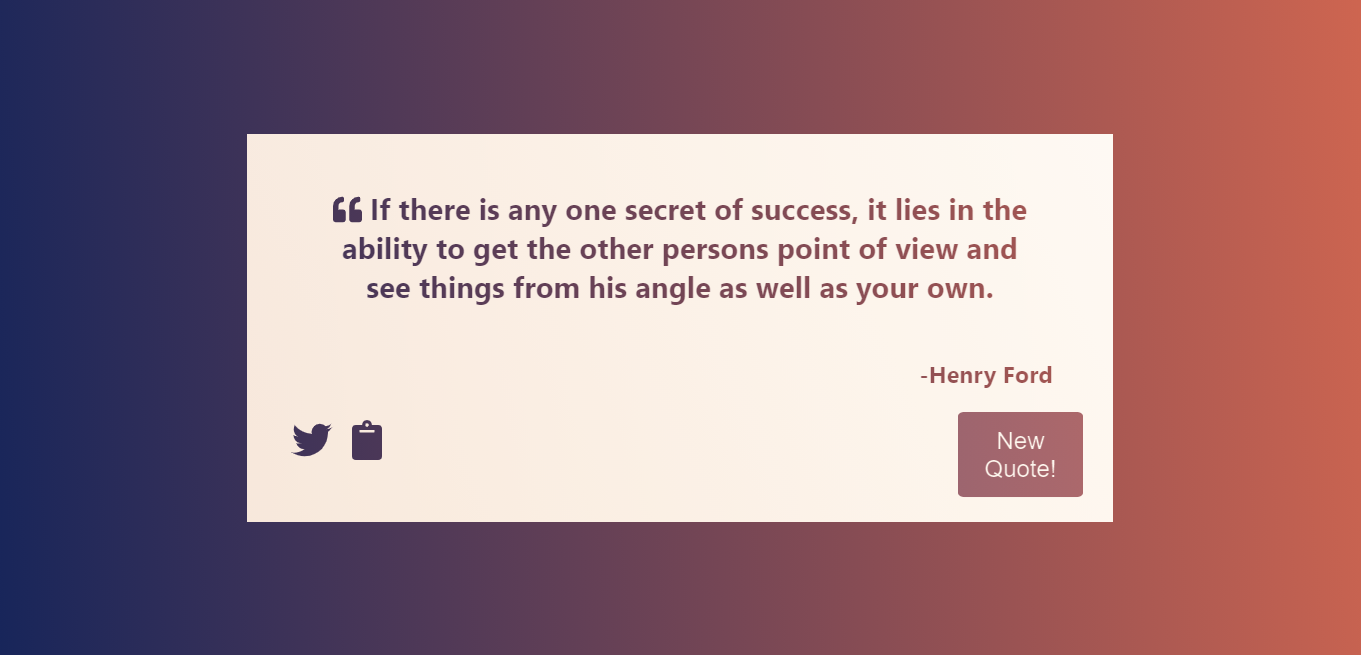 ❝ If there is any one secret of success, it lies in the
ability to get the other persons point of view and
see things from his angle as well as your own.
-Henry Ford
New
Quote!